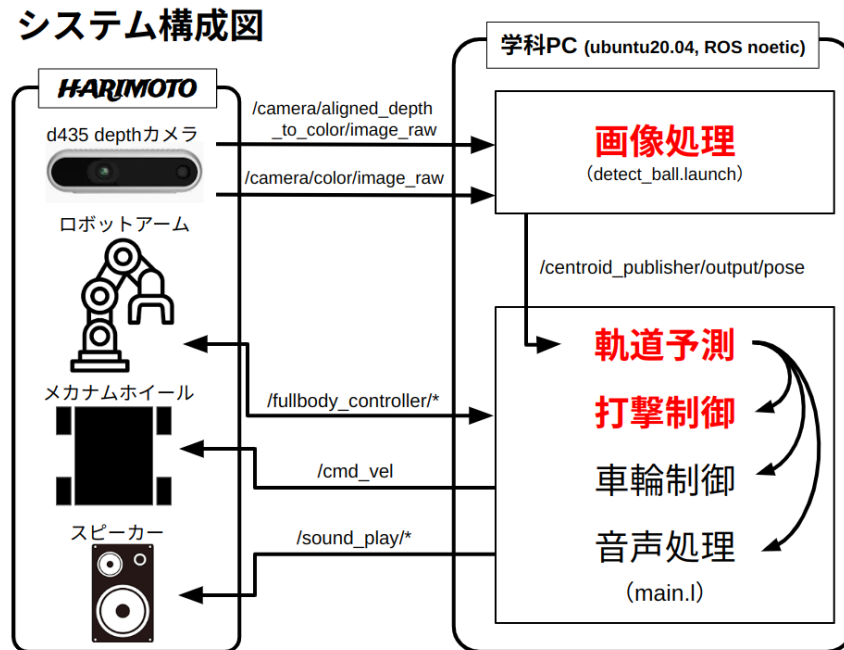 システム構成図
HARIMOTO
d435 depthカメラ
ロボットアーム
メカナムホイール
スピーカー
/camera/aligned_depth
_to_color/image_raw
/camera/color/image_raw
/fullbody_controller/*
/cmd_vel
/sound_play/*
学科PC (ubuntu20.04, ROS noetic)
画像処理
（detect_ball.launch）
/centroid_publisher/output/pose
軌道予測
打撃制御
車輪制御
音声処理
（main.l）